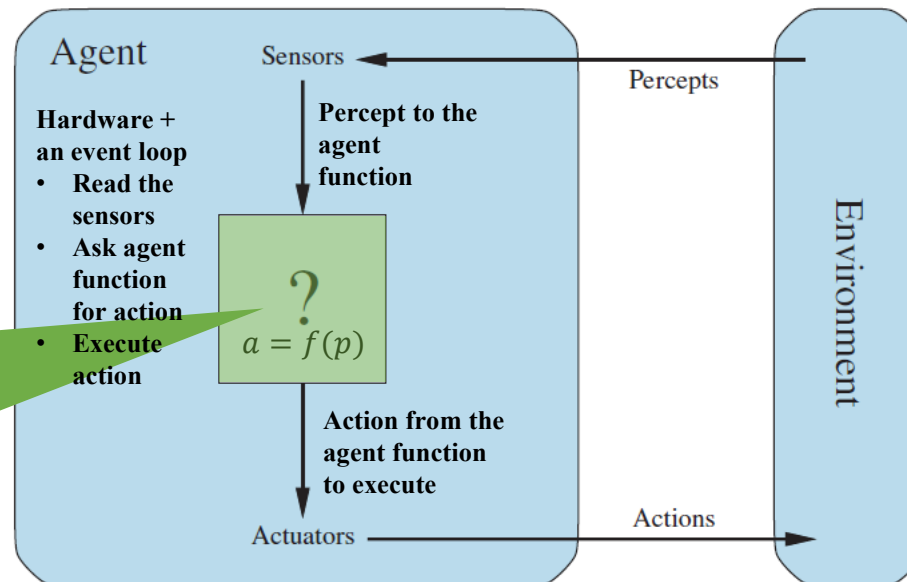 Agent
Sensors
Percepts
Hardware +
an event loop
• Read the
sensors
• Ask agent
function
for action
• Execute
action
Percept to the
agent
function
?
a = f(p)
Action from the
agent function
to execute
Actuators
Actions
Environment